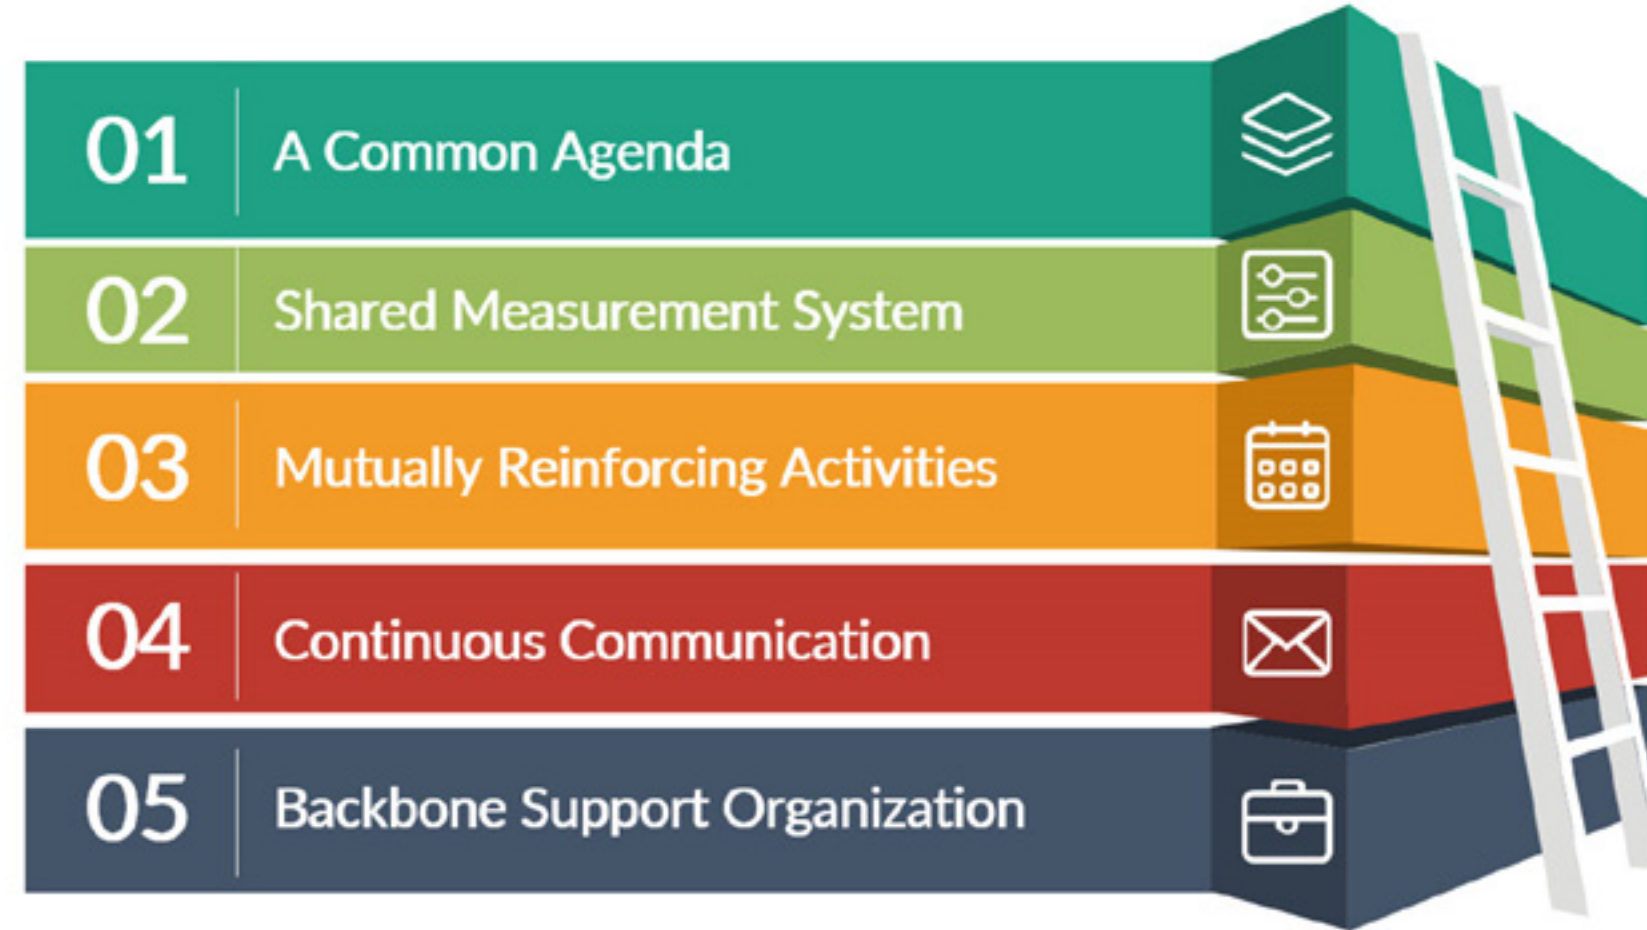 01 A Common Agenda
02 Shared Measurement System
03 Mutually Reinforcing Activities
04 Continuous Communication
05 Backbone Support Organization